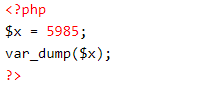 <?php
$x = 5985;
var_dump($x);
?>